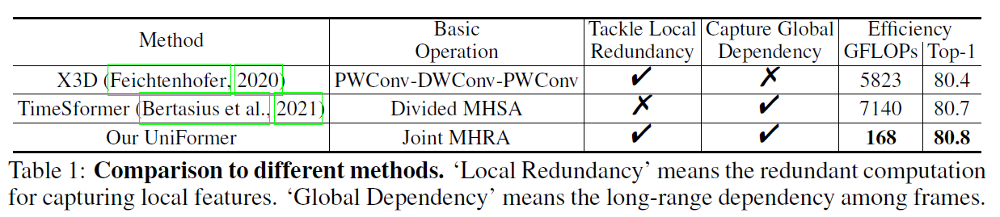 Method Basic Operation Tackle Local Redundancy Capture Global Dependency Efficiency GFLOPs Top-1
X3D (Feichtenhofer, 2020) PWConv-DWConv-PWConv ✔ ✗ 5823 80.4
TimeSformer (Bertasius et al., 2021) Divided MHSA ✗ ✔ 7140 80.7
Our UniFormer Joint MHRA ✔ ✔ 168 80.8
Table 1: Comparison to different methods. ‘Local Redundancy’ means the redundant computation
for capturing local features. ‘Global Dependency’ means the long-range dependency among frames.